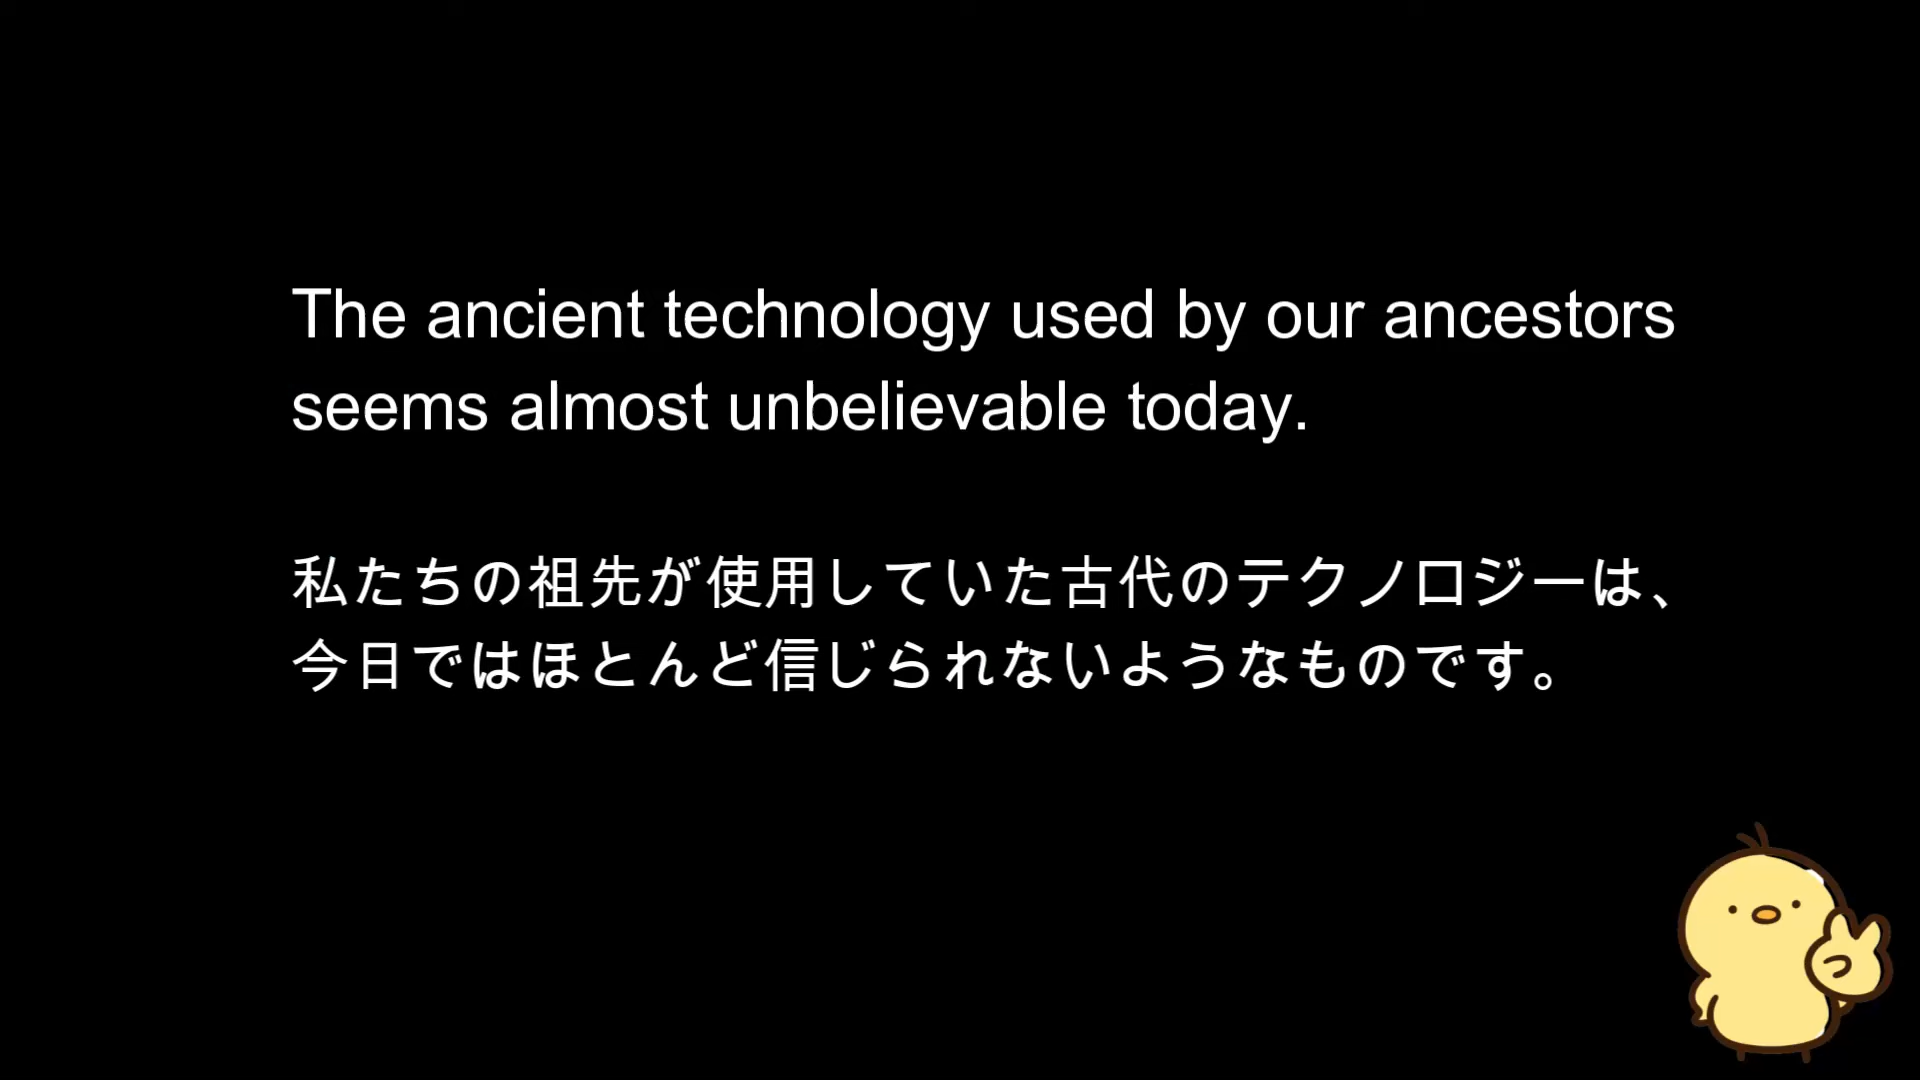 The ancient technology used by our ancestors
seems almost unbelievable today.
私たちの祖先が使用していた古代のテクノロジーは、
今日ではほとんど信じられないようなものです。